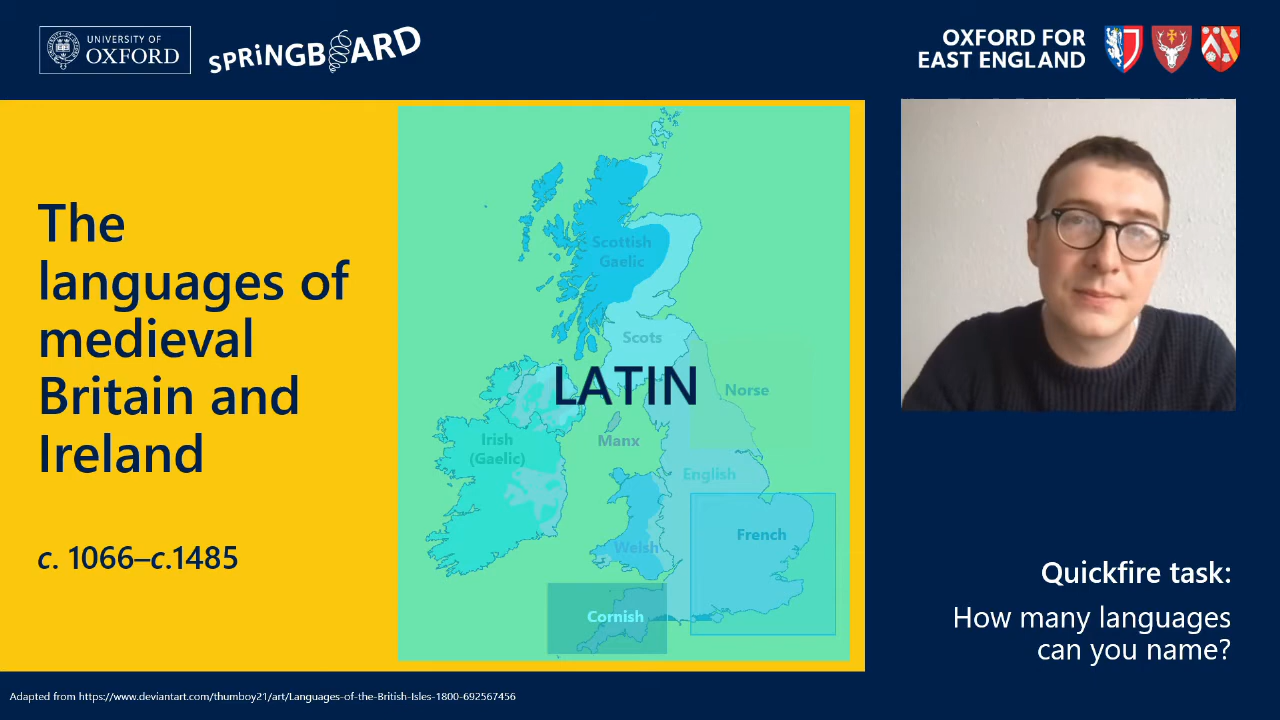 UNIVERSITY OF
OXFORD
SPRiNGBOARD
OXFORD FOR
EAST ENGLAND
The
languages of
medieval
Britain and
Ireland
c. 1066–c.1485
Scottish
Gaelic
Scots
LATIN
Norse
Manx
Irish
(Gaelic)
English
French
Welsh
Cornish
Quickfire task:
How many languages
can you name?
Adapted from https://www.deviantart.com/thumboy21/art/Languages-of-the-British-Isles-1800-692567456